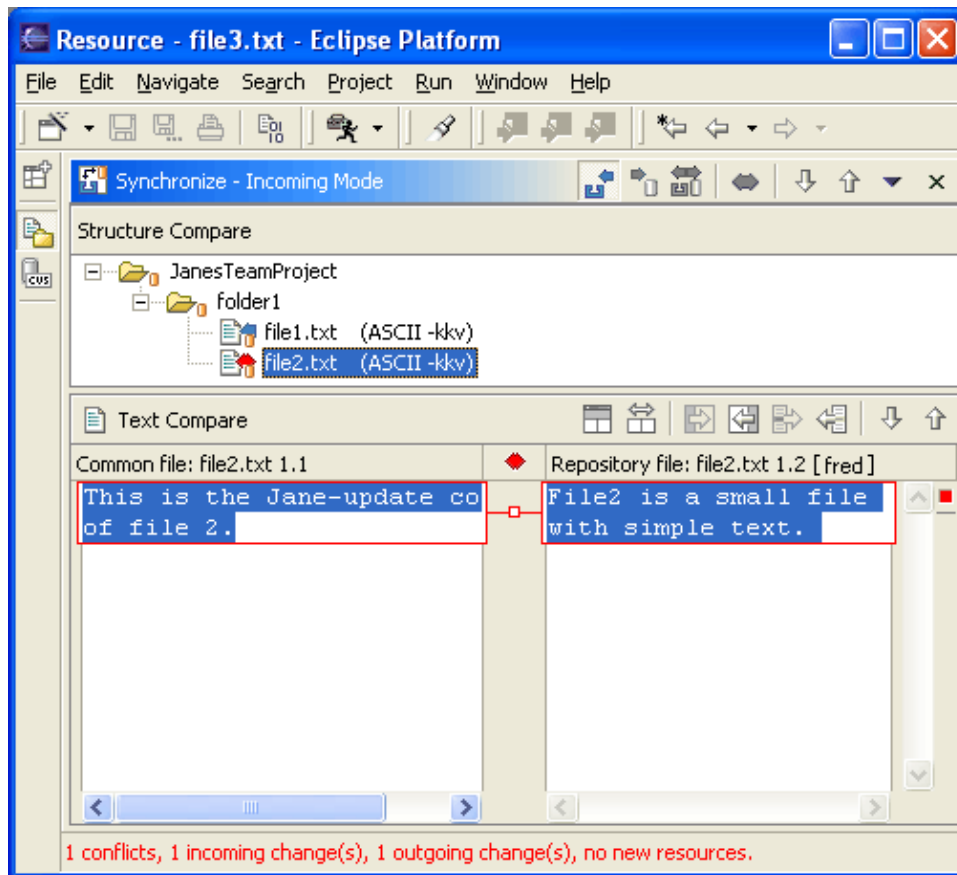 Resource - file3.txt - Eclipse Platform
File Edit Navigate Search Project Run Window Help
Synchronize - Incoming Mode
Structure Compare
JanesTeamProject
folder1
file1.txt (ASCII -kkv)
file2.txt (ASCII -kkv)
CVS
Text Compare
Common file: file2.txt 1.1
Repository file: file2.txt 1.2 [fred]
This is the Jane-update co
of file 2.
File2 is a small file
with simple text.
1 conflicts, 1 incoming change(s), 1 outgoing change(s), no new resources.